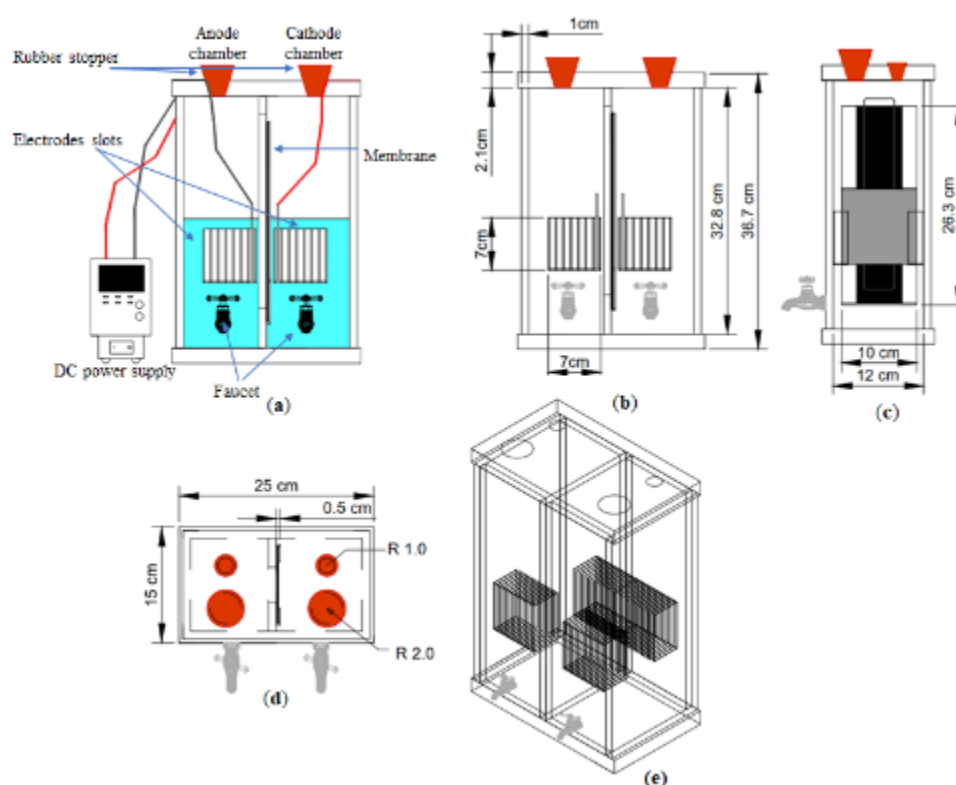 Anode
chamber
Cathode
chamber
Rubber stopper
Electrodes slots
Membrane
DC power supply
Faucet
(a)
1cm
2.1cm
7cm
32.8 cm
36.7 cm
7cm
(b)
26.3 cm
10 cm
12 cm
(c)
25 cm
0.5 cm
R 1.0
15 cm
R 2.0
(d)
(e)